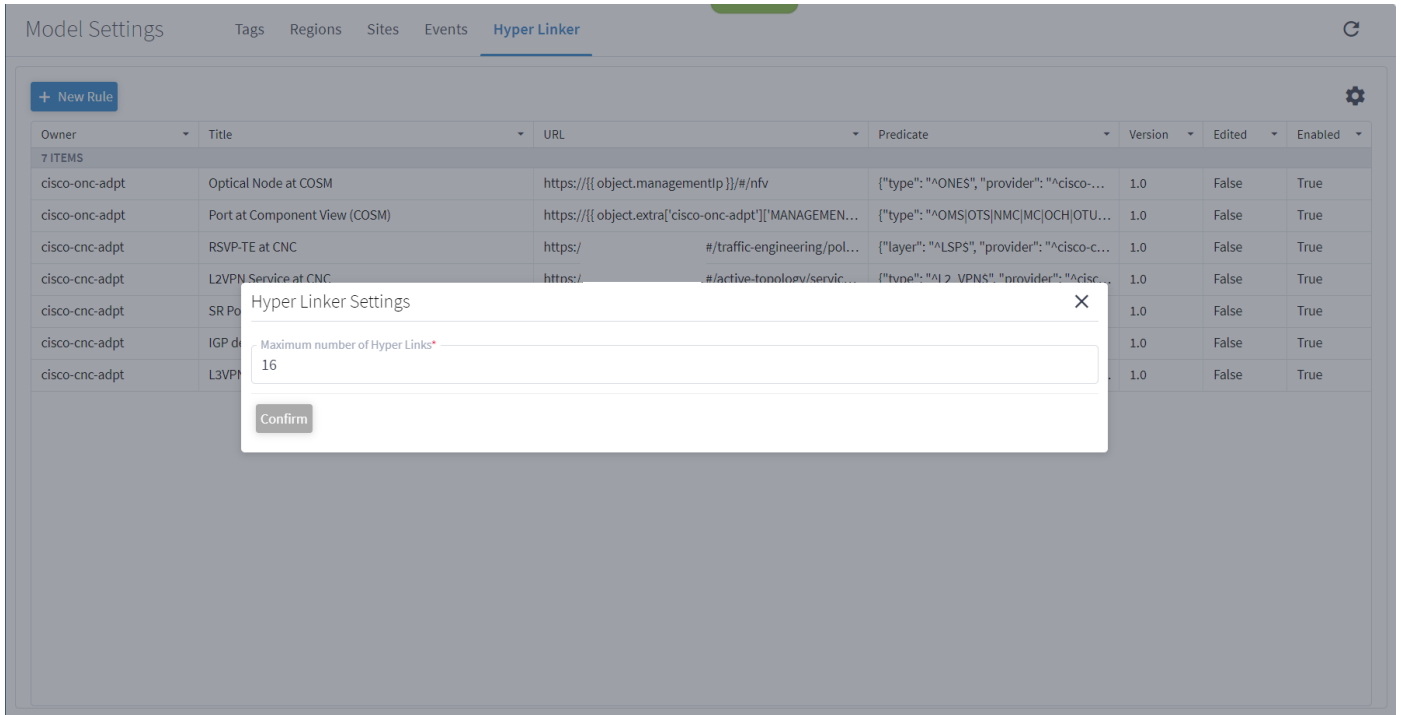 Model Settings Tags Regions Sites Events Hyper Linker
+ New Rule
Owner Title URL Predicate Version Edited Enabled
7 ITEMS
cisco-onc-adpt Optical Node at COSM https://{{ object.managementIp }}/#/nfv {"type": "^ONE$", "provider": "^cisco-... 1.0 False True
cisco-onc-adpt Port at Component View (COSM) https://{{ object.extra['cisco-onc-adpt']['MANAGEMEN... {"type": "^OMS|OTS|NMC|MC|OCH|OTU... 1.0 False True
cisco-cnc-adpt RSVP-TE at CNC https:/ #/traffic-engineering/pol... {"layer": "^LSP$", "provider": "^cisco-c... 1.0 False True
cisco-cnc-adpt L2VPN Service at CNC https:/ #/active-topology/servic... {"type": "^L2_VPN$", "provider": "^cisc... 1.0 False True
Hyper Linker Settings
cisco-cnc-adpt SR Po 1.0 False True
Maximum number of Hyper Links*
cisco-cnc-adpt IGP de 1.0 False True
16
cisco-cnc-adpt L3VPN 1.0 False True
Confirm